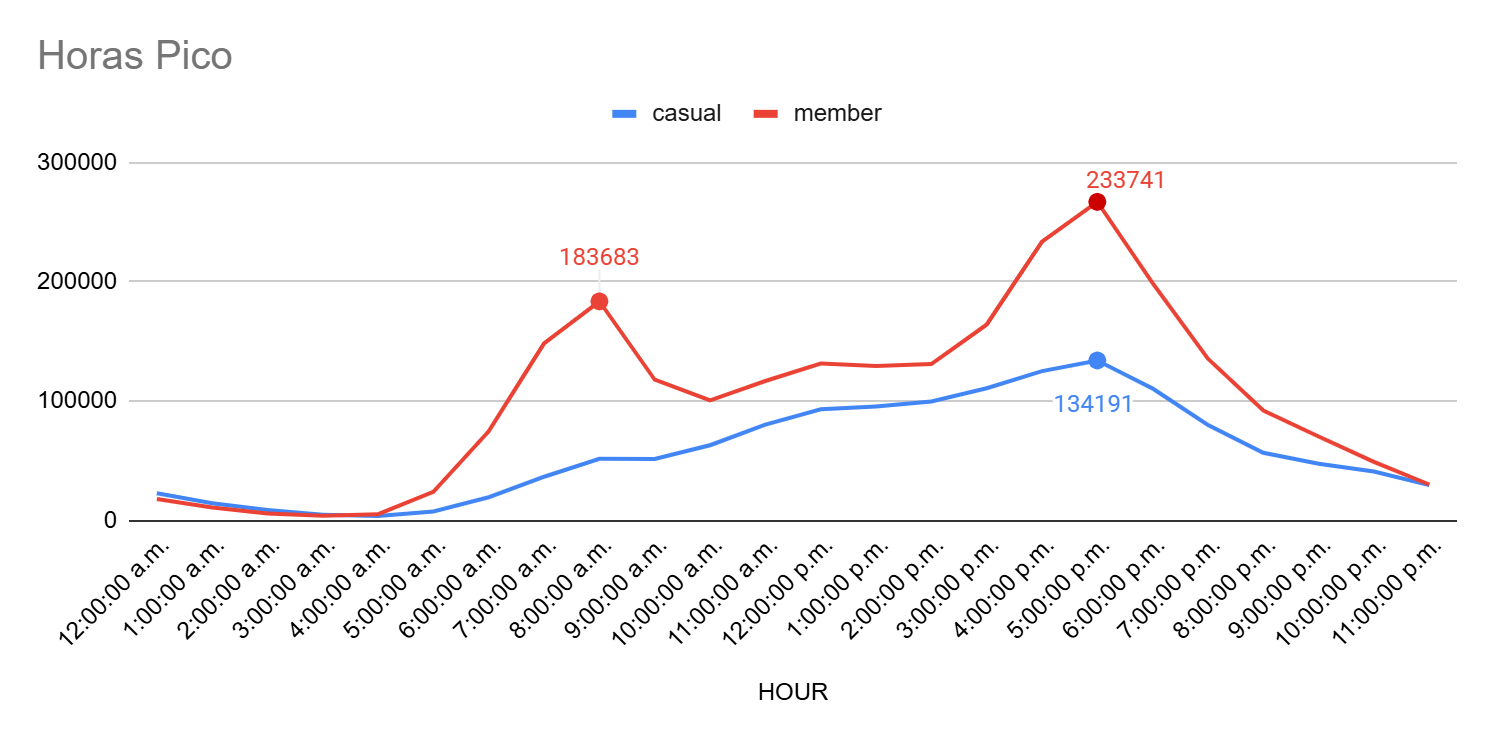 Horas Pico
casual member
300000
233741
183683
200000
100000
134191
0
12:00:00 a.m.
1:00:00 a.m.
2:00:00 a.m.
3:00:00 a.m.
4:00:00 a.m.
5:00:00 a.m.
6:00:00 a.m.
7:00:00 a.m.
8:00:00 a.m.
9:00:00 a.m.
10:00:00 a.m.
11:00:00 a.m.
12:00:00 p.m.
1:00:00 p.m.
2:00:00 p.m.
3:00:00 p.m.
4:00:00 p.m.
5:00:00 p.m.
6:00:00 p.m.
7:00:00 p.m.
8:00:00 p.m.
9:00:00 p.m.
10:00:00 p.m.
11:00:00 p.m.
HOUR